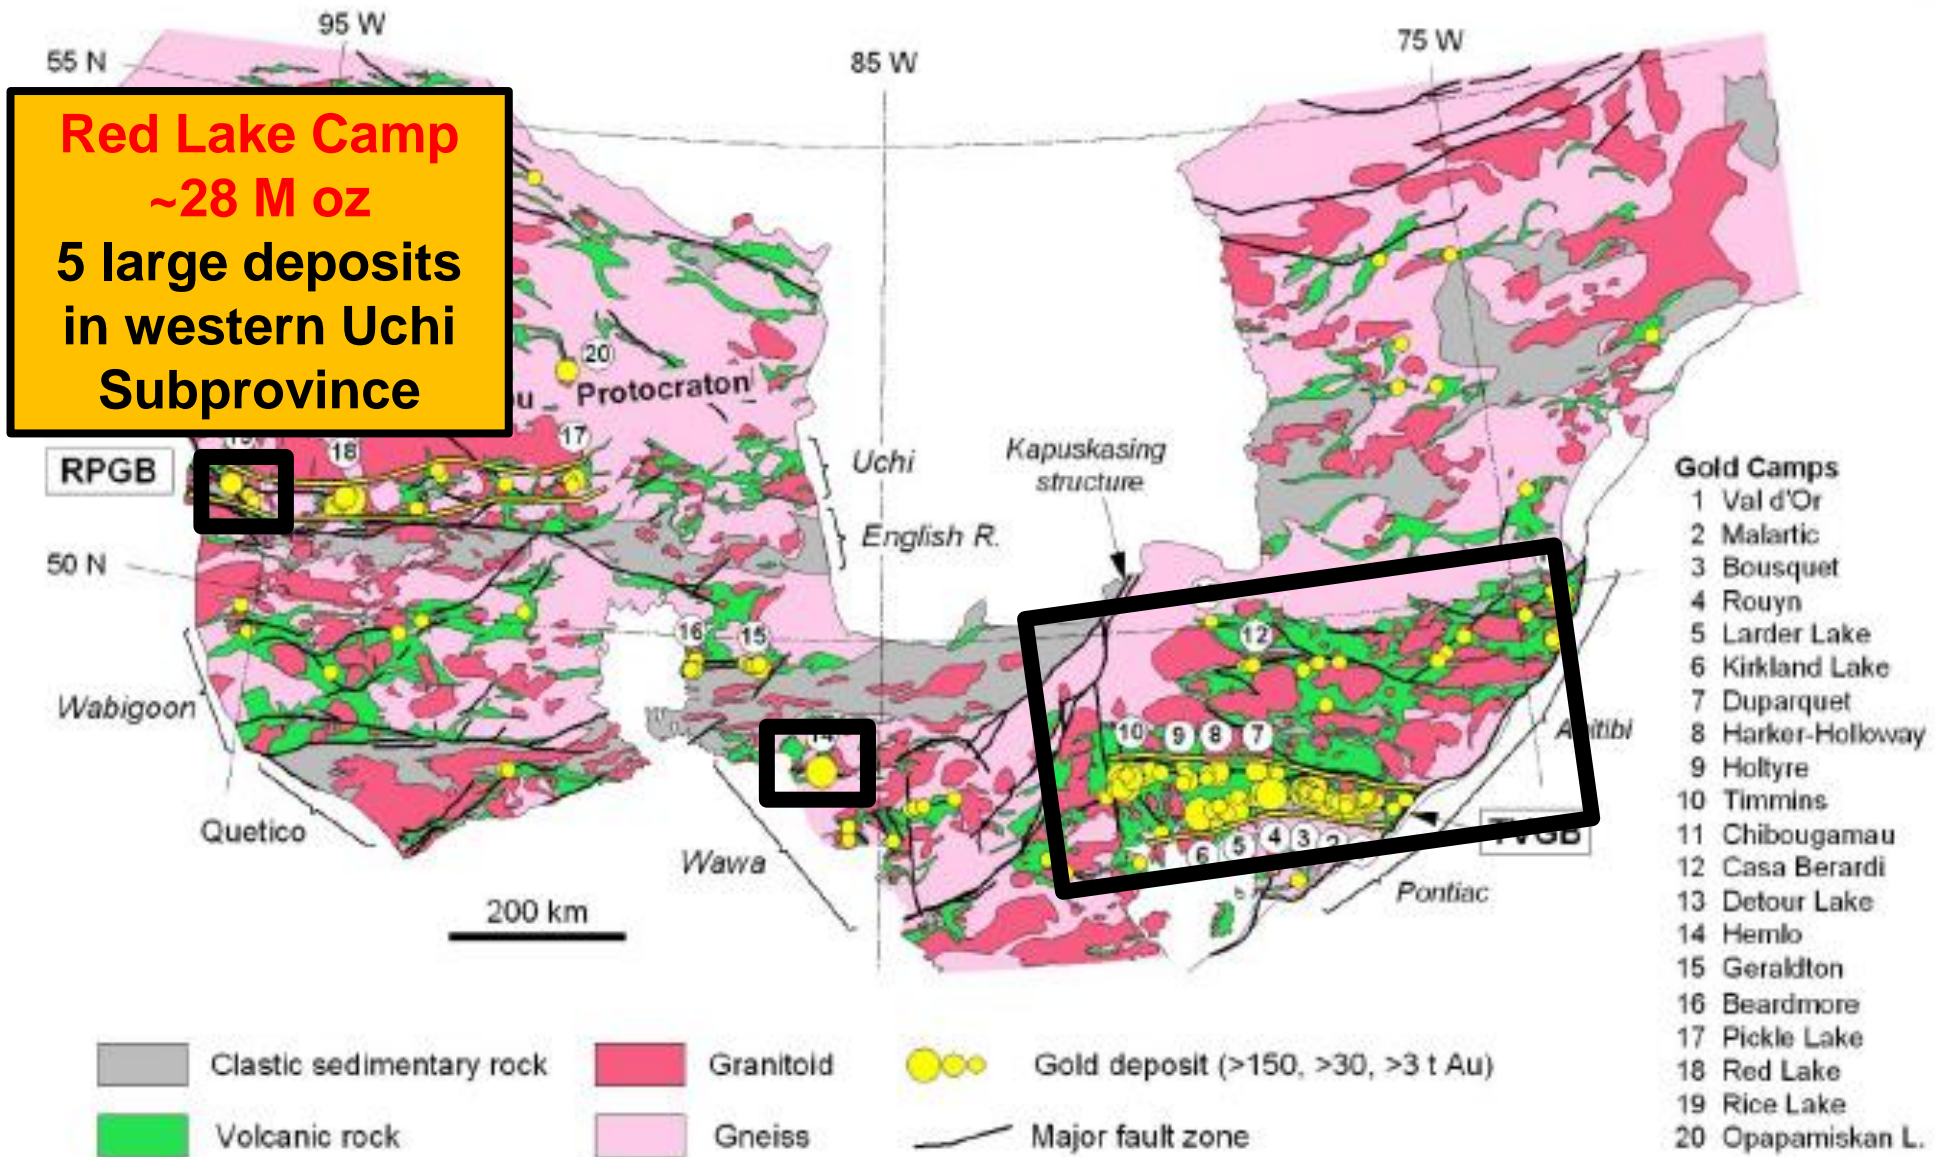 95 W
55 N
85 W
75 W
Red Lake Camp
~28 M oz
5 large deposits
in western Uchi
Subprovince
20
Protocraton
17
18
RPGB
Uchi
Kapuskasing
structure
English R.
50 N
16
15
12
Wabigoon
14
10
9
8
7
Quetico
Wawa
6
5
4
3
2
TVGB
Pontiac
200 km
Gold Camps
1 Val d'Or
2 Malartic
3 Bousquet
4 Rouyn
5 Larder Lake
6 Kirkland Lake
7 Duparquet
8 Harker-Holloway
9 Holtyre
10 Timmins
11 Chibougamau
12 Casa Berardi
13 Detour Lake
14 Hemlo
15 Geraldton
16 Beardmore
17 Pickle Lake
18 Red Lake
19 Rice Lake
20 Opapamiskan L.
Clastic sedimentary rock
Granitoid
Gold deposit (>150, >30, >3 t Au)
Volcanic rock
Gneiss
Major fault zone